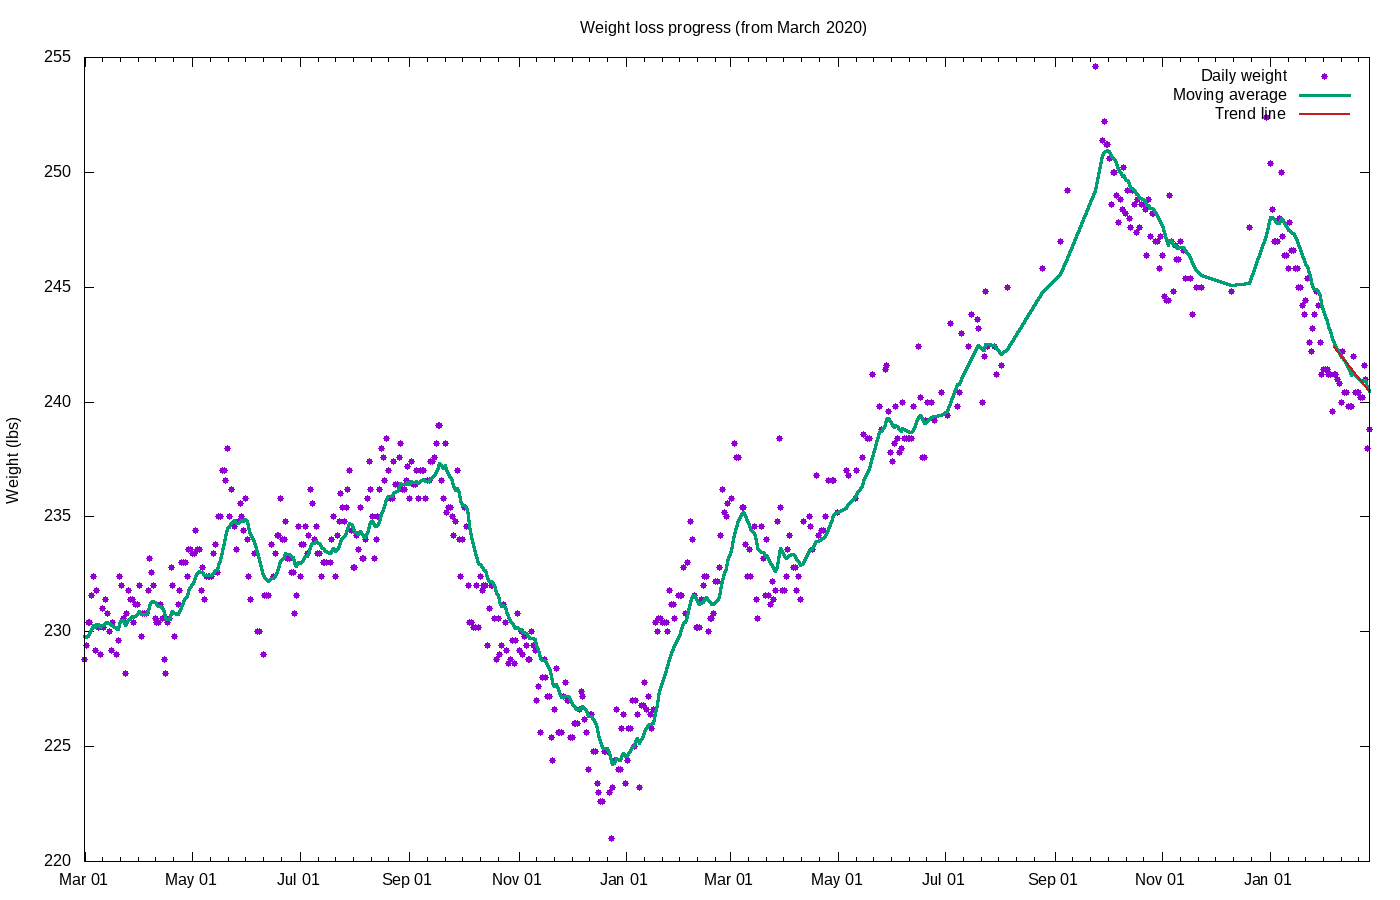 Weight loss progress (from March 2020)
255
250
245
240
235
230
225
220
Weight (lbs)
Daily weight
Moving average
Trend line
Mar 01 May 01 Jul 01 Sep 01 Nov 01 Jan 01 Mar 01 May 01 Jul 01 Sep 01 Nov 01 Jan 01